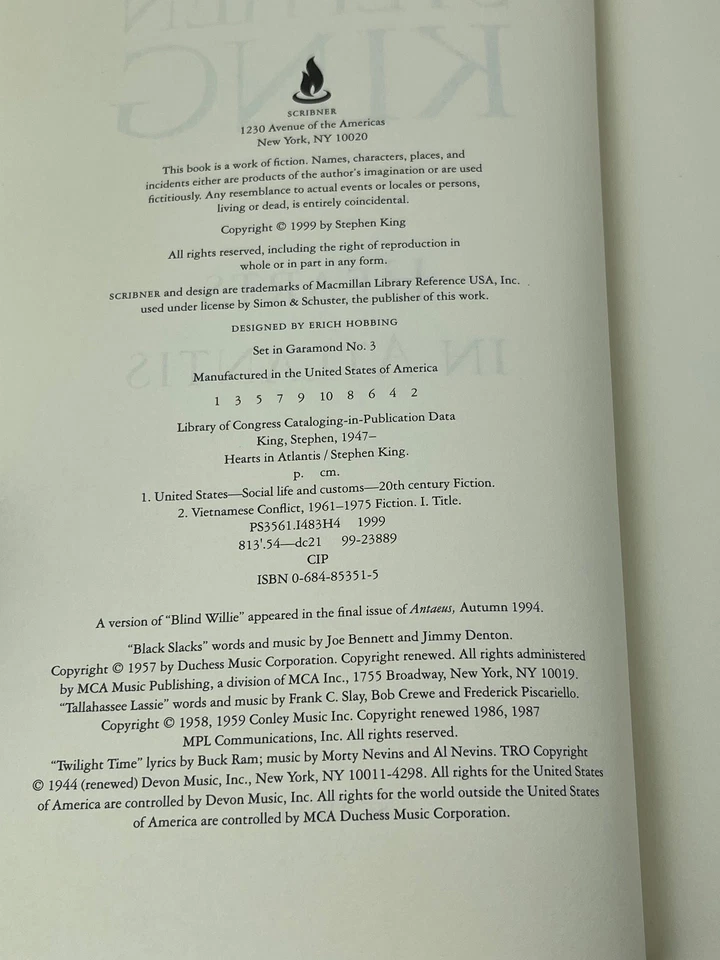 SCRIBNER
1230 Avenue of the Americas
New York, NY 10020
This book is a work of fiction. Names, characters, places, and
incidents either are products of the author's imagination or are used
fictitiously. Any resemblance to actual events or locales or persons,
living or dead, is entirely coincidental.
Copyright © 1999 by Stephen King
All rights reserved, including the right of reproduction in
whole or in part in any form.
SCRIBNER and design are trademarks of Macmillan Library Reference USA, Inc.
used under license by Simon & Schuster, the publisher of this work.
DESIGNED BY ERICH HOBBING
Set in Garamond No. 3
Manufactured in the United States of America
1 3 5 7 9 10 8 6 4 2
Library of Congress Cataloging-in-Publication Data
King, Stephen, 1947–
Hearts in Atlantis / Stephen King.
p. cm.
1. United States—Social life and customs—20th century Fiction.
2. Vietnamese Conflict, 1961–1975 Fiction. I. Title.
PS3561.I483H4 1999
813'.54—dc21 99-23889
CIP
ISBN 0-684-85351-5
A version of "Blind Willie" appeared in the final issue of Antaeus, Autumn 1994.
"Black Slacks" words and music by Joe Bennett and Jimmy Denton.
Copyright © 1957 by Duchess Music Corporation. Copyright renewed. All rights administered
by MCA Music Publishing, a division of MCA Inc., 1755 Broadway, New York, NY 10019.
"Tallahassee Lassie" words and music by Frank C. Slay, Bob Crewe and Frederick Piscariello.
Copyright © 1958, 1959 Conley Music Inc. Copyright renewed 1986, 1987
MPL Communications, Inc. All rights reserved.
"Twilight Time" lyrics by Buck Ram; music by Morty Nevins and Al Nevins. TRO Copyright
© 1944 (renewed) Devon Music, Inc., New York, NY 10011-4298. All rights for the United States
of America are controlled by Devon Music, Inc. All rights for the world outside the United States
of America are controlled by MCA Duchess Music Corporation.